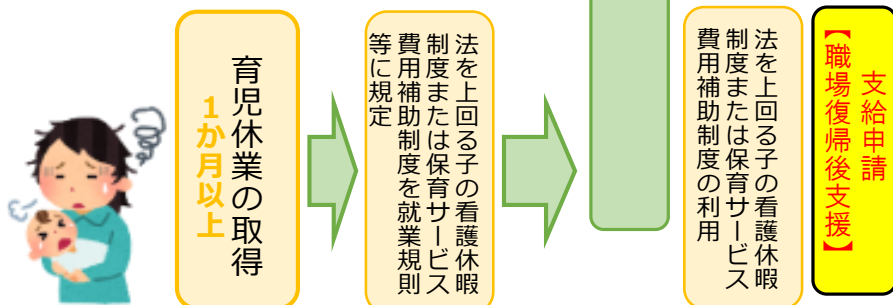 育児休業の取得
1か月以上
法を上回る子の看護休暇
制度または保育サービス
費用補助制度を就業規則
等に規定
法を上回る子の看護休暇
制度または保育サービス
費用補助制度の利用
支給申請
【職場復帰後支援】